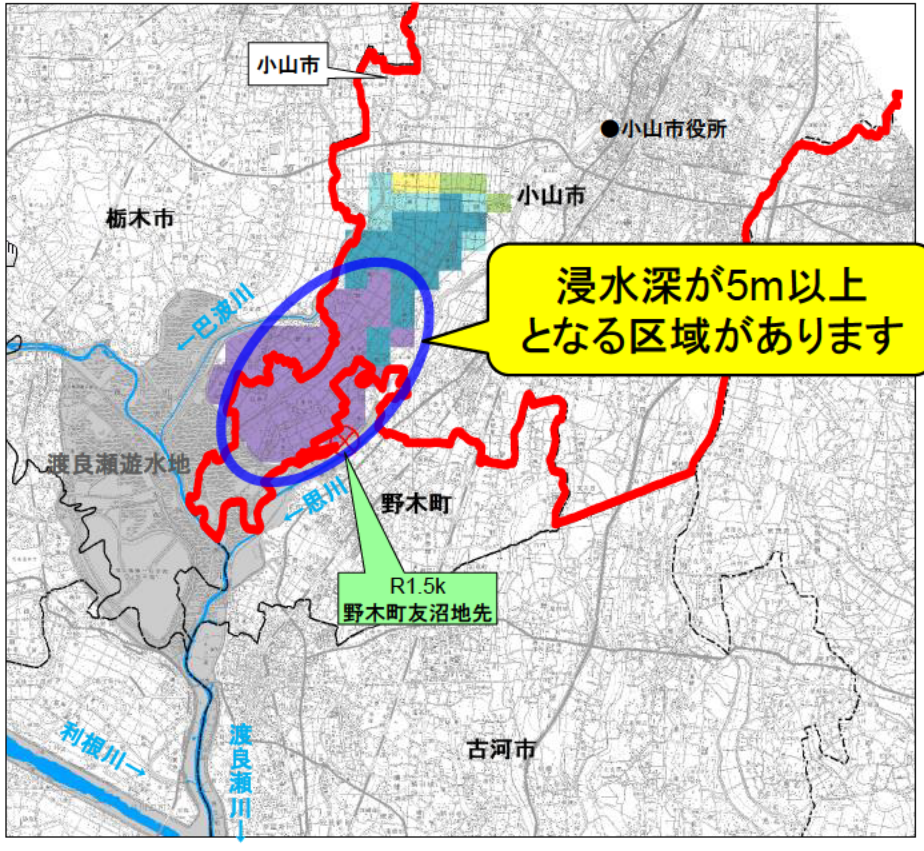 小山市
●小山市役所
小山市
栃木市
浸水深が5m以上
となる区域があります
←巴波川
渡良瀬遊水地
野木町
←思川
R1.5k
野木町友沼地先
古河市
利根川→
渡良瀬川→